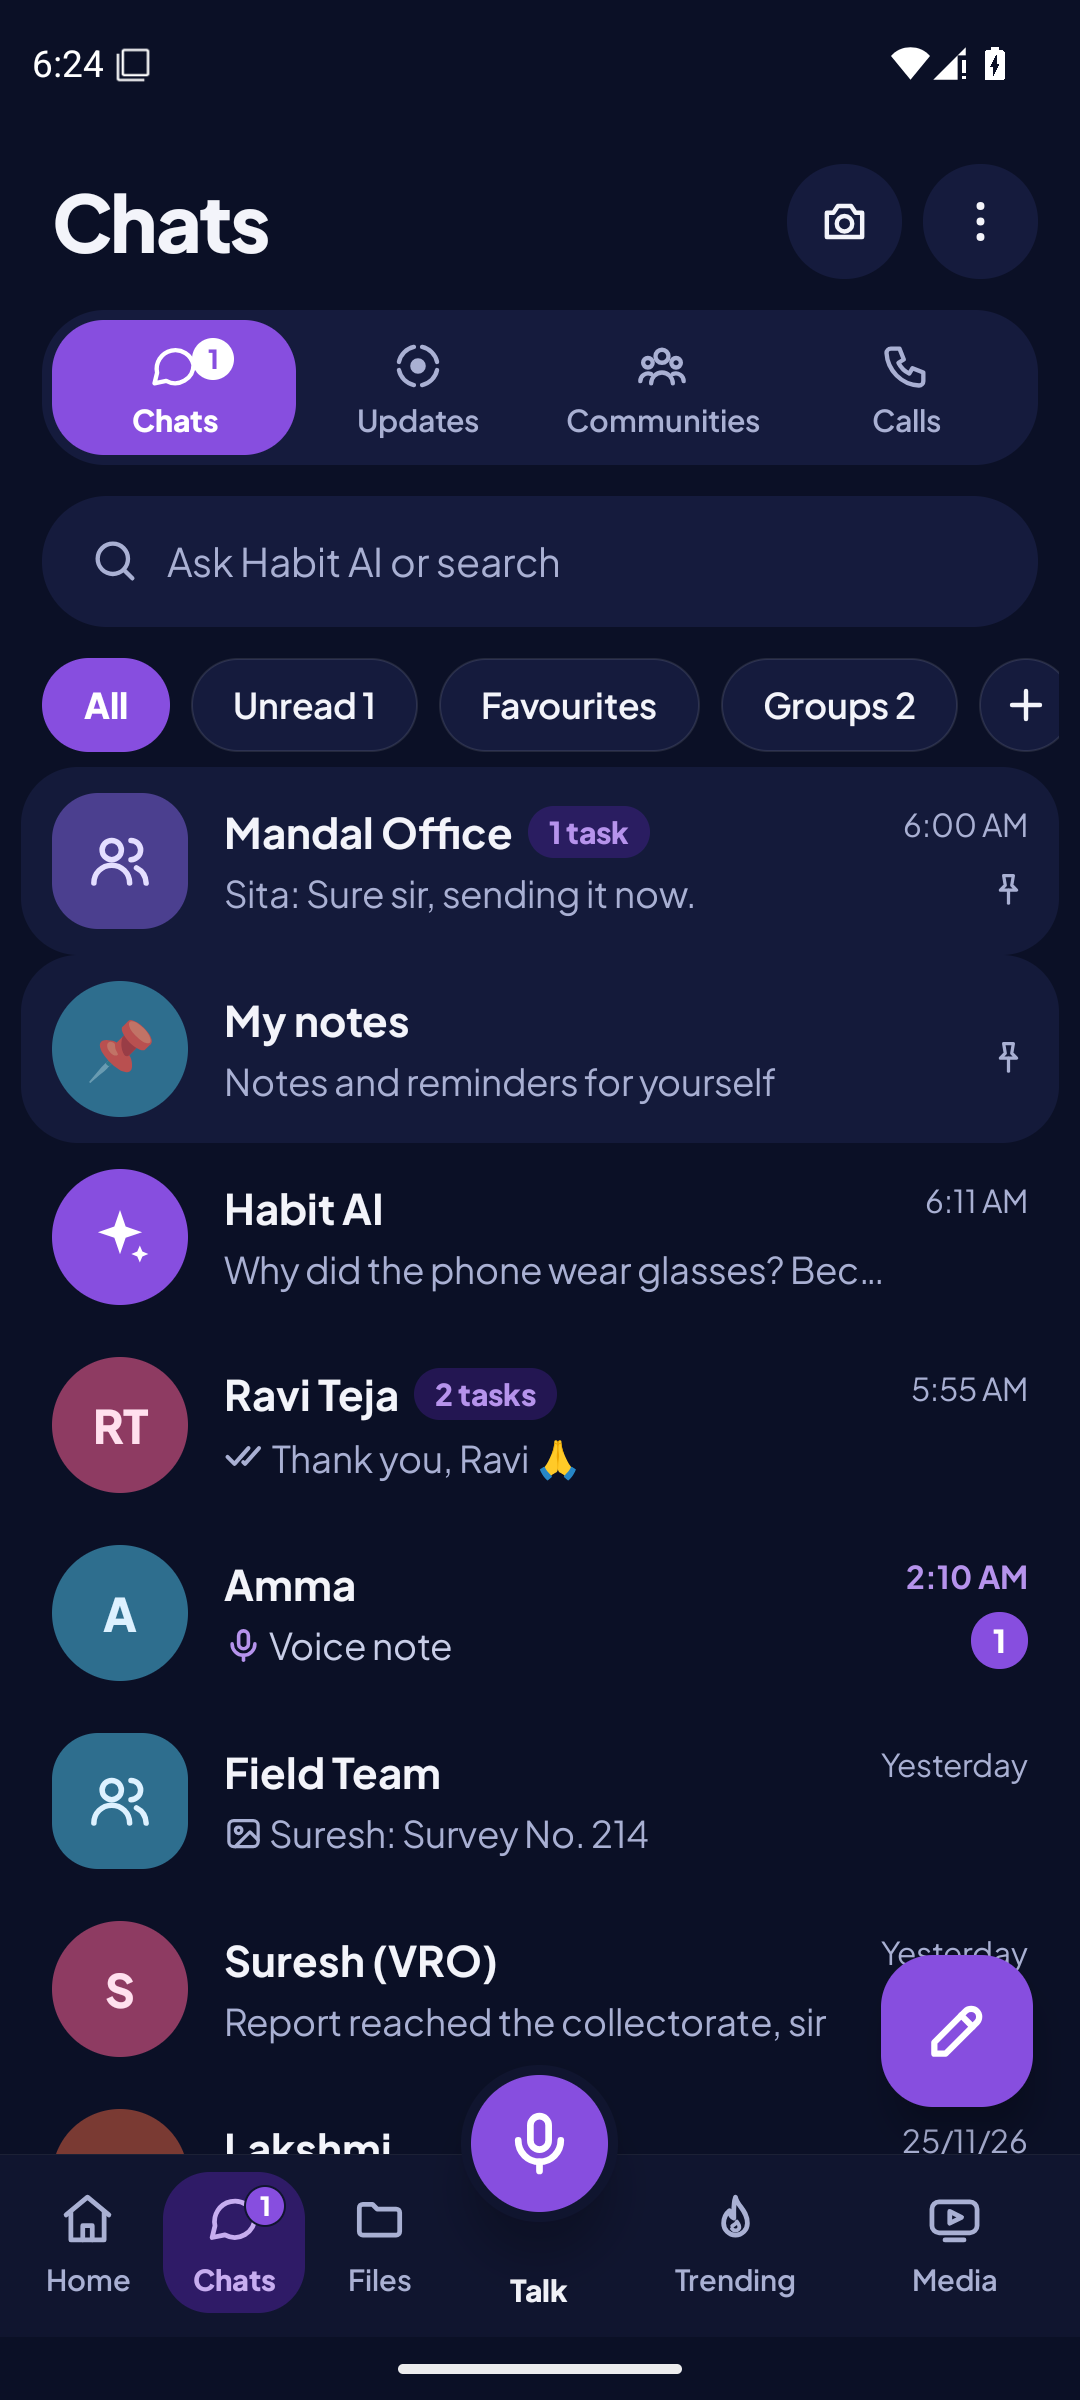 6:24
Chats
1
Chats
Updates
Communities
Calls
Ask Habit AI or search
All
Unread 1
Favourites
Groups 2
Mandal Office 1 task 6:00 AM
Sita: Sure sir, sending it now.
My notes
Notes and reminders for yourself
Habit AI 6:11 AM
Why did the phone wear glasses? Bec...
RT
Ravi Teja 2 tasks 5:55 AM
Thank you, Ravi 🙏
A
Amma 2:10 AM
Voice note 1
Field Team Yesterday
Suresh: Survey No. 214
S
Suresh (VRO) Yesterday
Report reached the collectorate, sir
Lakshmi 25/11/26
Home
1
Chats
Files
Talk
Trending
Media